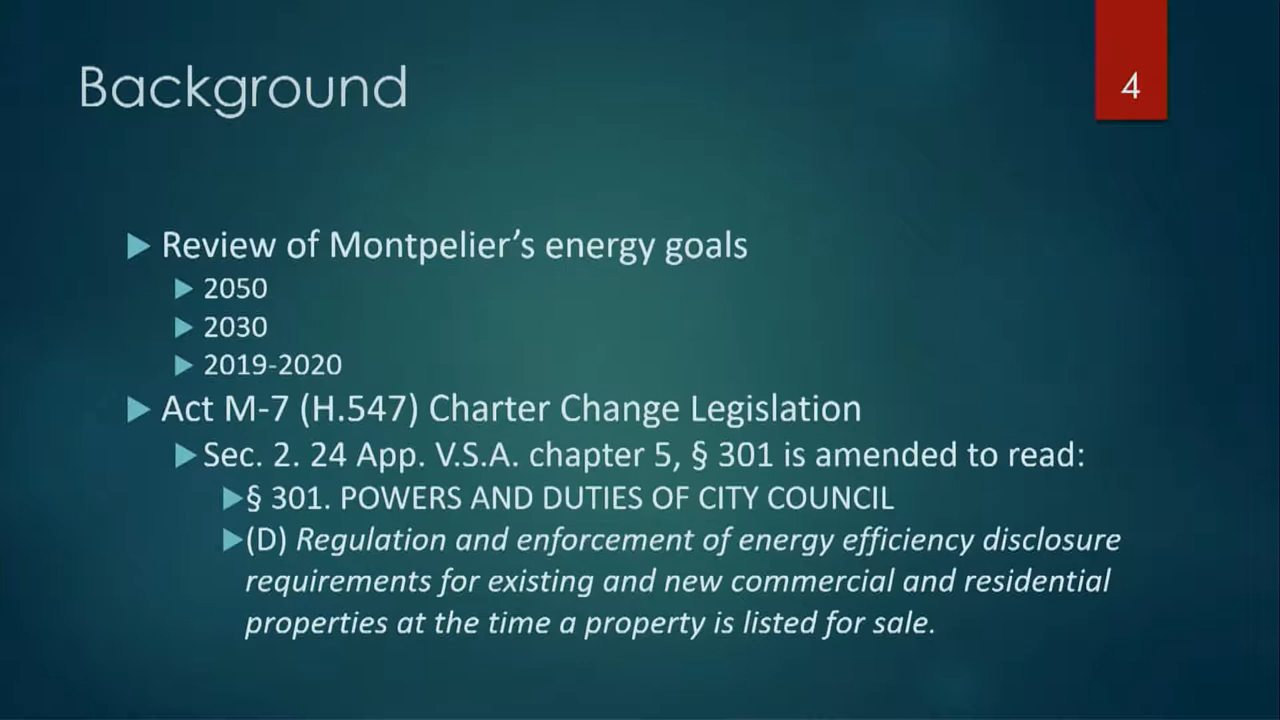 Background
4
Review of Montpelier’s energy goals
2050
2030
2019-2020
Act M-7 (H.547) Charter Change Legislation
Sec. 2. 24 App. V.S.A. chapter 5, § 301 is amended to read:
§ 301. POWERS AND DUTIES OF CITY COUNCIL
(D) Regulation and enforcement of energy efficiency disclosure
requirements for existing and new commercial and residential
properties at the time a property is listed for sale.